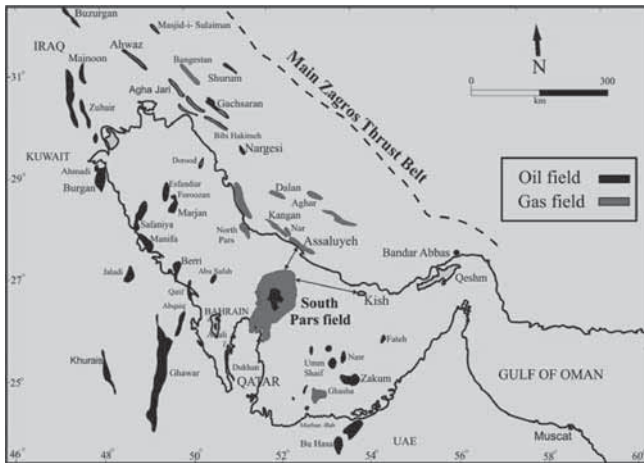 Buzurgan
Masjid-i- Sulaiman
IRAQ
Ahwaz
Majnoon
Bangestan
Shurum
31
Agha Jari
Zubair
Gachsaran
Bibi Hakimeh
Nargesi
Main Zagros Thrust Belt
N
0
300
km
KUWAIT
Ahmadi
Burgan
29
Dorood
Esfandiar
Foroozan
Marjan
Safaniya
Manifa
North
Pars
Dalan
Aghar
Kangan
Nar
Assaluyeh
Oil field
Gas field
Bandar Abbas
Qeshm
27
Jaladi
Berri
Abu Safah
Qatif
Abqaiq
BAHRAIN
South
Pars field
Kish
Khurais
Ghawar
Dukhan
QATAR
25
Umm
Shaif
Nasr
Fateh
Zakum
Ghasha
Bu Hasa
UAE
GULF OF OMAN
Muscat
46
48°
50
52°
54°
56°
58°
60